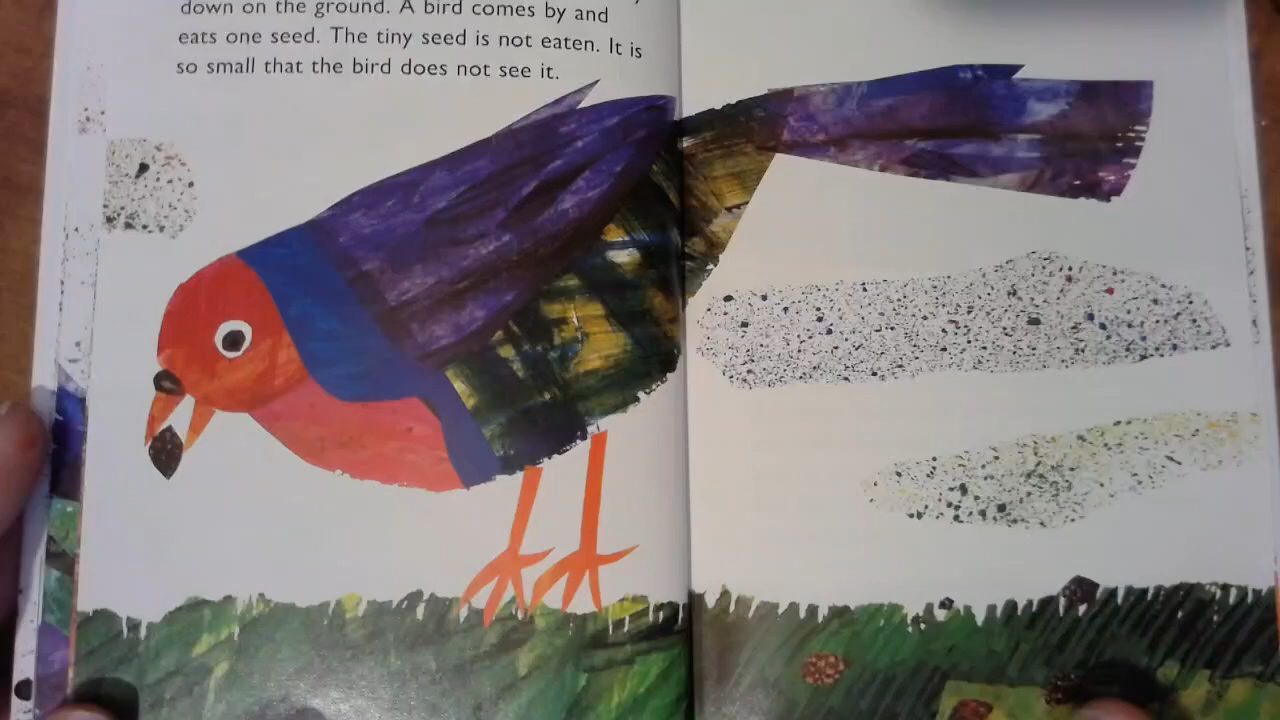 down on the ground. A bird comes by and
eats one seed. The tiny seed is not eaten. It is
so small that the bird does not see it.